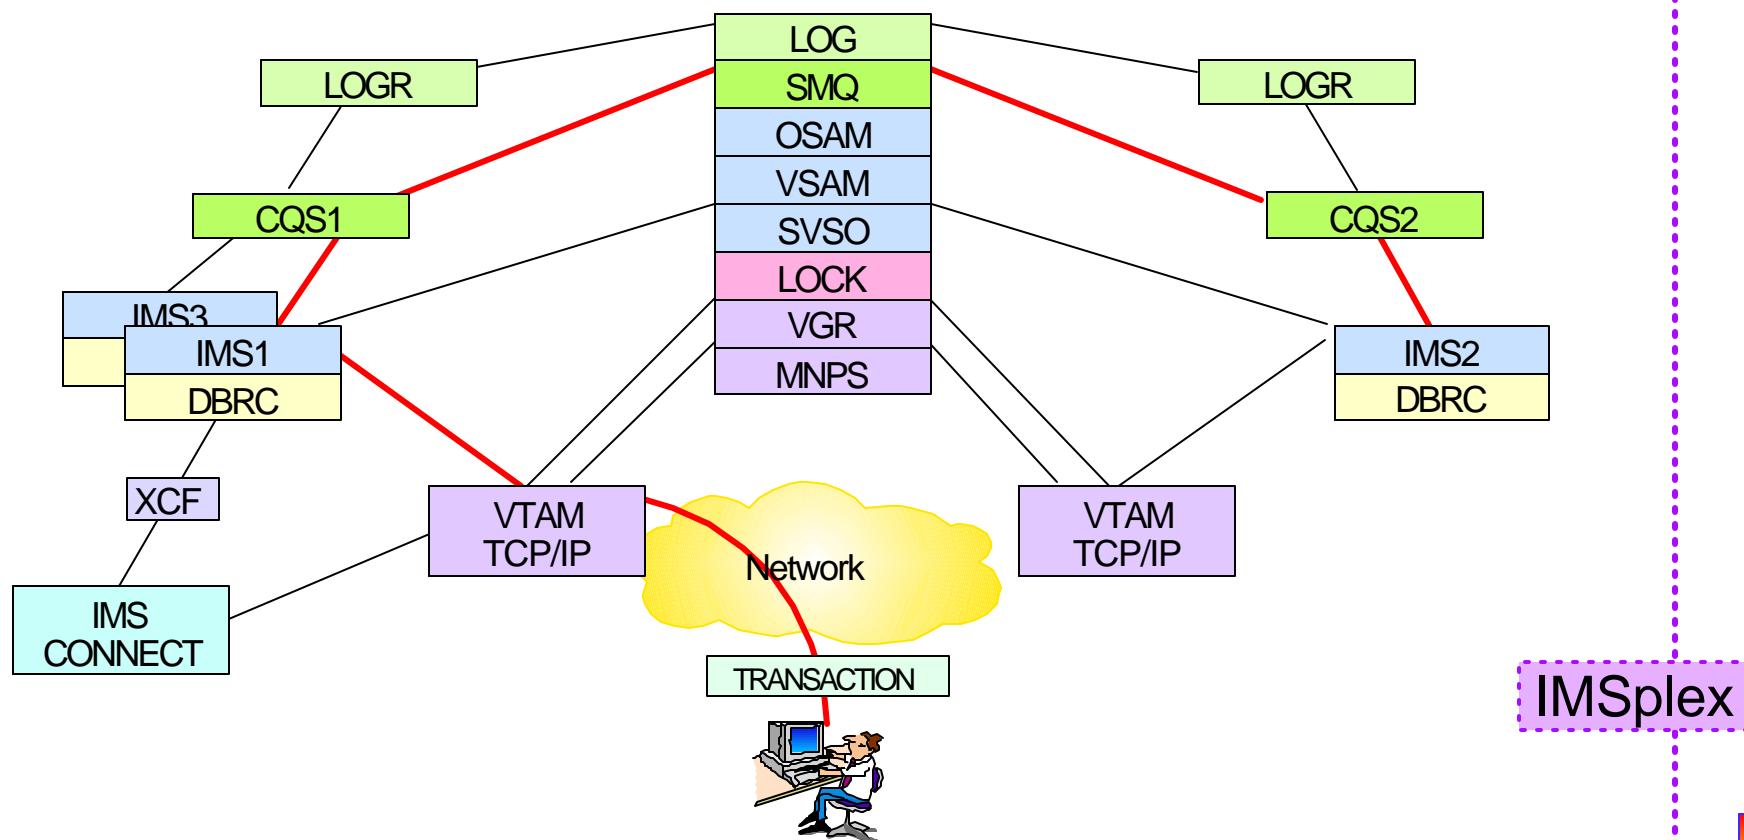 LOG
LOGR
SMQ
LOGR
OSAM
VSAM
CQS1
SVSO
CQS2
LOCK
IMS3
VGR
IMS1
IMS2
MNPS
DBRC
DBRC
XCF
VTAM
TCP/IP
VTAM
TCP/IP
Network
IMS
CONNECT
TRANSACTION
IMSplex